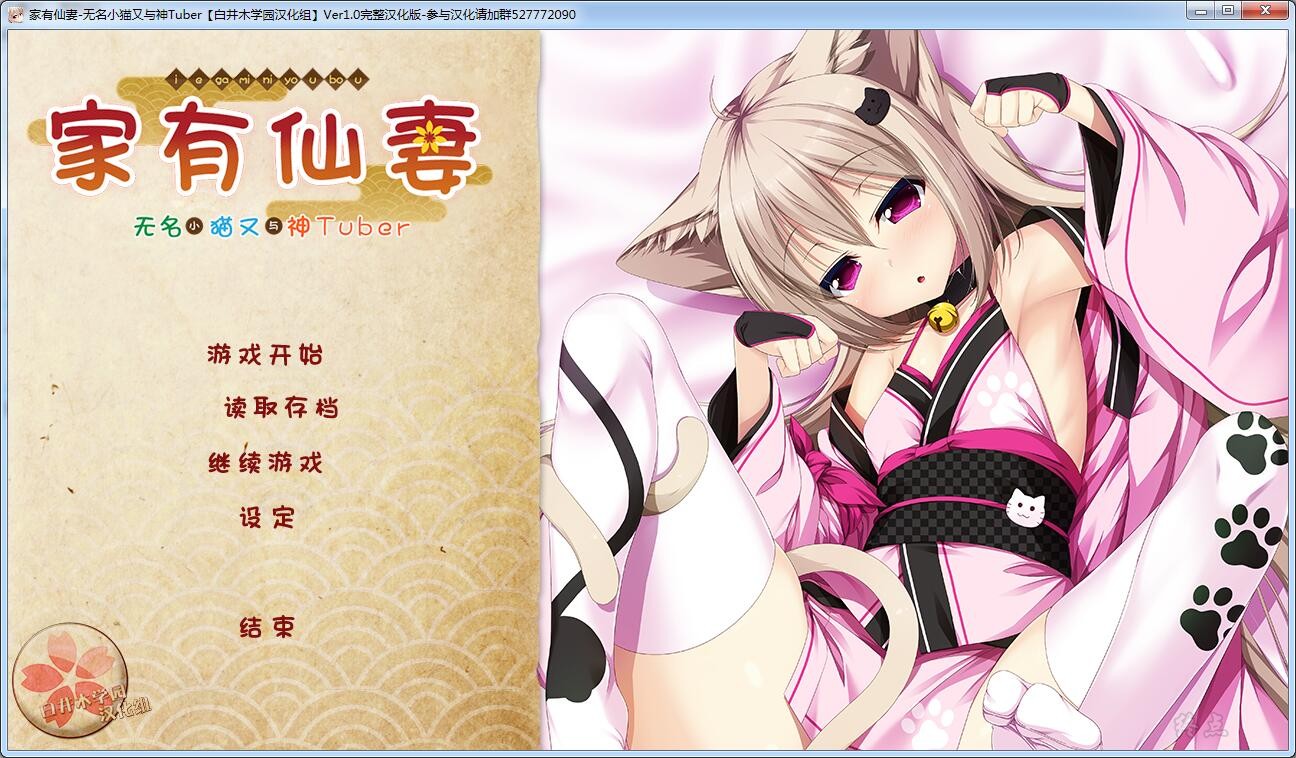 家有仙妻-无名小猫又与神Tuber【白井木学园汉化组】Ver1.0完整汉化版-参与汉化请加群527772090
i e ga mi ni yo u bo u
家有仙妻
无名小猫又与神Tuber
游戏开始
读取存档
继续游戏
设定
结束
白井木学园
汉化组
终点